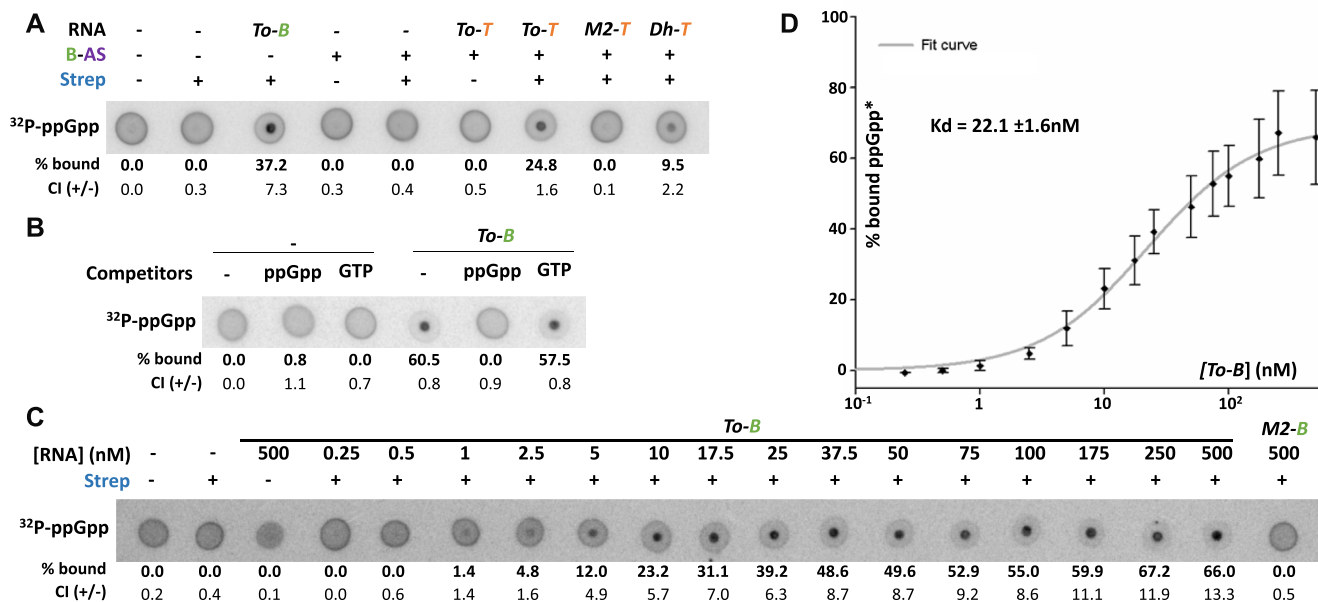 A
RNA - - To-B - - To-T To-T M2-T Dh-T
B-AS - - - + + + + + +
Strep - + + - + - + + +
32P-ppGpp
% bound 0.0 0.0 37.2 0.0 0.0 0.0 24.8 0.0 9.5
CI (+/-) 0.0 0.3 7.3 0.3 0.4 0.5 1.6 0.1 2.2
B
- To-B
Competitors - ppGpp GTP - ppGpp GTP
32P-ppGpp
% bound 0.0 0.8 0.0 60.5 0.0 57.5
CI (+/-) 0.0 1.1 0.7 0.8 0.9 0.8
D
100
80
60
40
20
0
% bound ppGpp*
Fit curve
Kd = 22.1 ±1.6nM
[To-B] (nM)
10-1 1 10 102
C
To-B M2-B
[RNA] (nM) - - 500 0.25 0.5 1 2.5 5 10 17.5 25 37.5 50 75 100 175 250 500 500
Strep - + - + + + + + + + + + + + + + + + +
32P-ppGpp
% bound 0.0 0.0 0.0 0.0 0.0 1.4 4.8 12.0 23.2 31.1 39.2 48.6 49.6 52.9 55.0 59.9 67.2 66.0 0.0
CI (+/-) 0.2 0.4 0.1 0.0 0.6 1.4 1.6 4.9 5.7 7.0 6.3 8.7 8.7 9.2 8.6 11.1 11.9 13.3 0.5